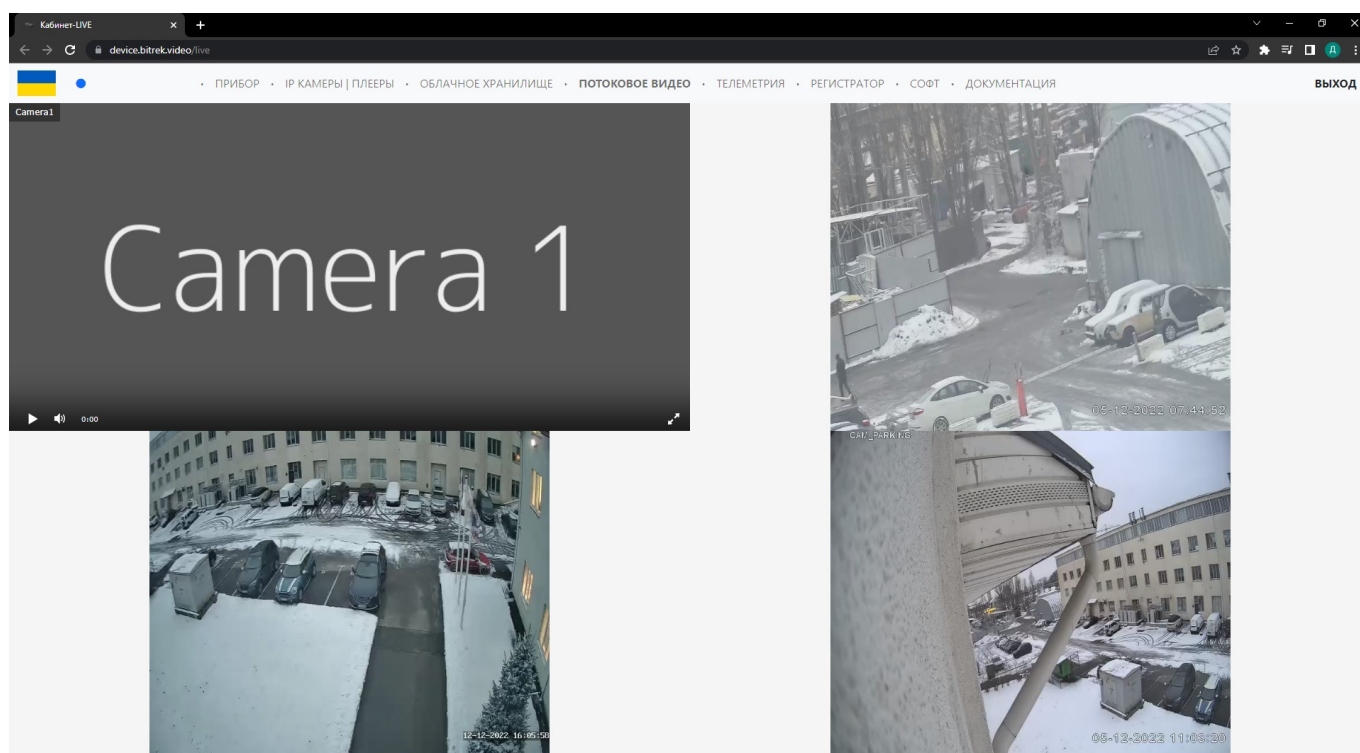 Кабинет-LIVE
device.bitrek.video/live
Д
• ПРИБОР • IP КАМЕРЫ | ПЛЕЕРЫ • ОБЛАЧНОЕ ХРАНИЛИЩЕ • ПОТОКОВОЕ ВИДЕО • ТЕЛЕМЕТРИЯ • РЕГИСТРАТОР • СОФТ • ДОКУМЕНТАЦИЯ
ВЫХОД
Camera1
Camera 1
0:00
05-12-2022 07:44:52
CAM_PARKING
12-12-2022 16:05:58
05-12-2022 11:08:20